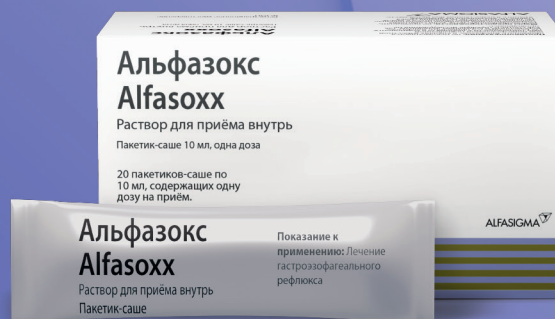 Альфазокс
Alfasoxx
Раствор для приёма внутрь
Пакетик-саше 10 мл, одна доза
20 пакетиков-саше по
10 мл, содержащих одну
дозу на приём.
ALFASIGMA
Альфазокс
Alfasoxx
Раствор для приёма внутрь
Пакетик-саше
Показание к
применению: Лечение
гастроэзофагеального
рефлюкса